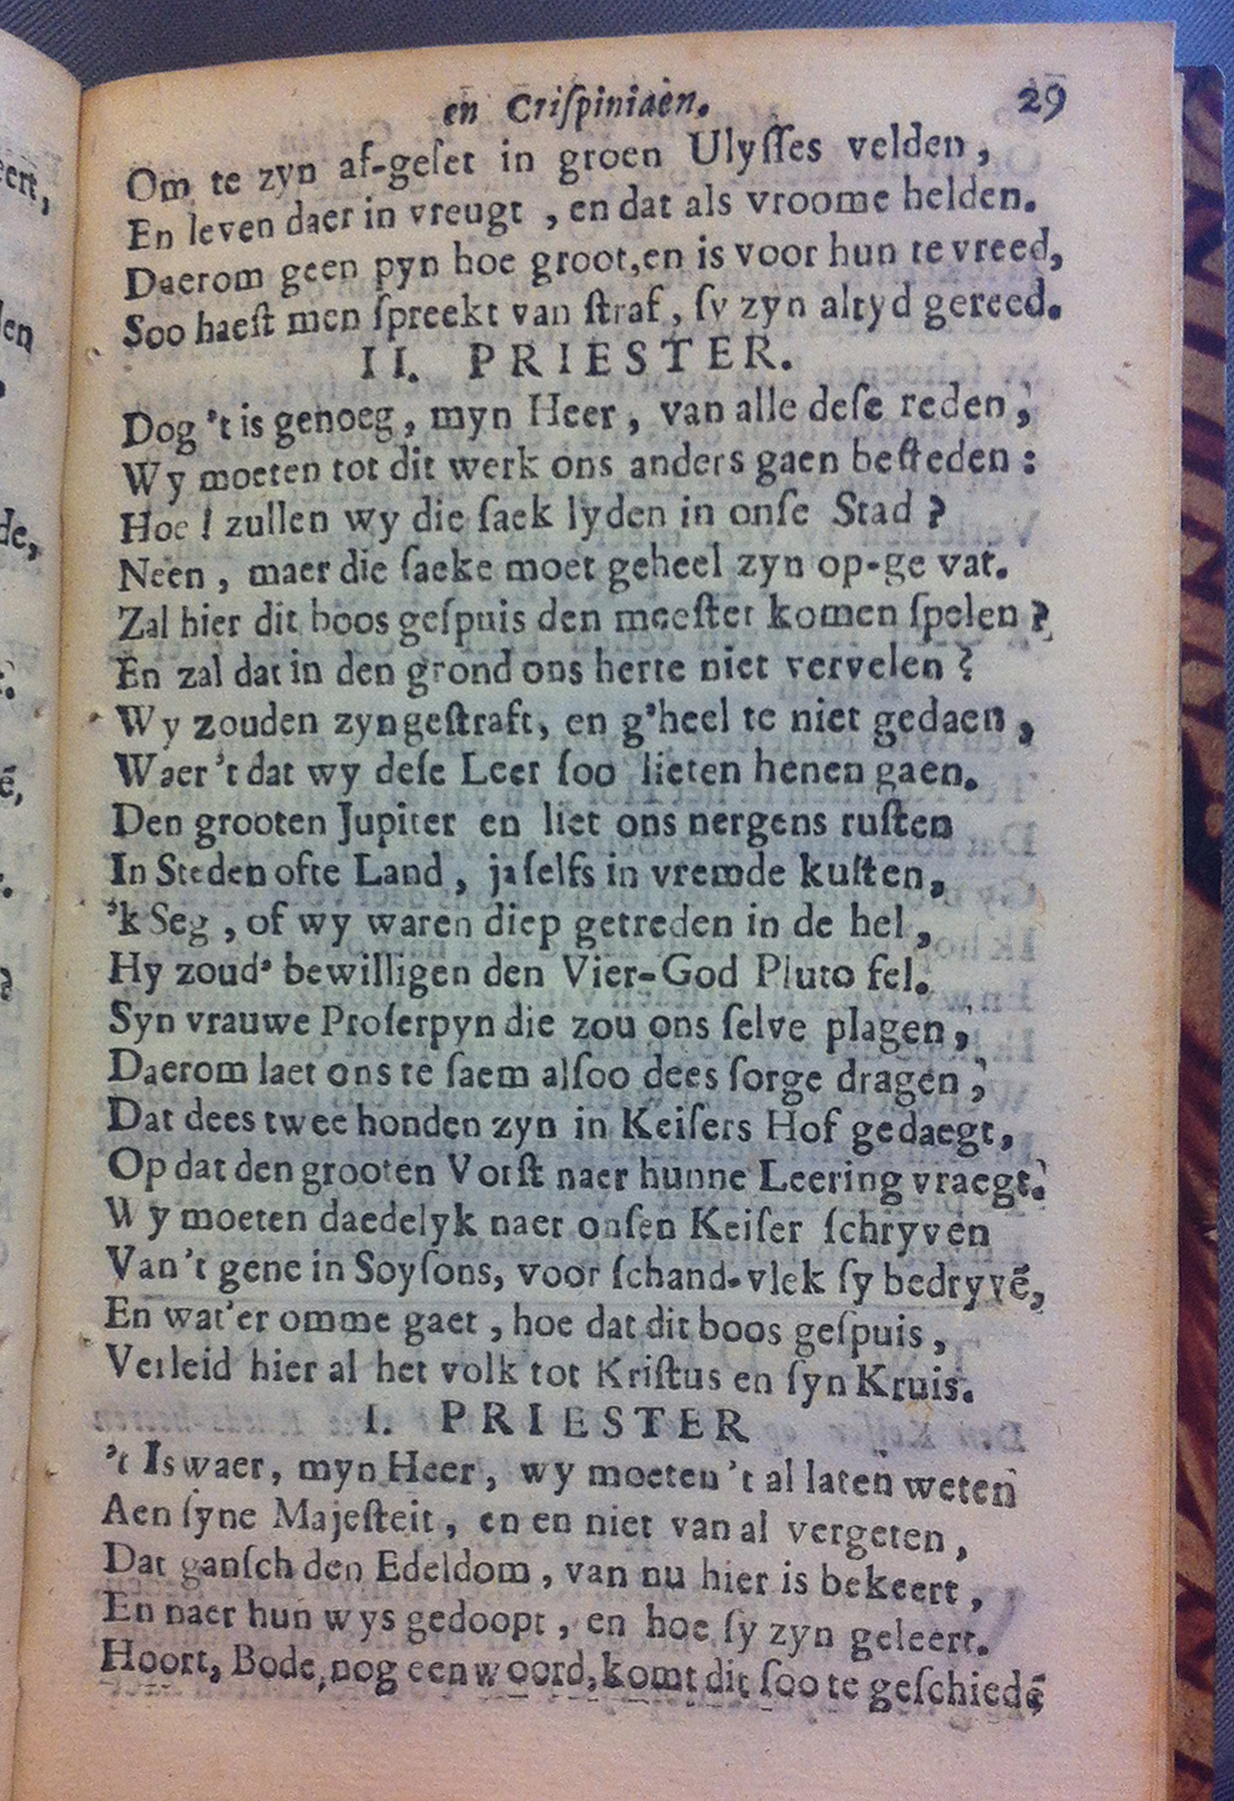 en Criſpiniaen. 29
Om te zyn af-geſet in groen Ulyſſes velden,
En leven daer in vreugt, en dat als vroome helden.
Daerom geen pyn hoe groot, en is voor hun te vreed,
Soo haeſt men ſpreekt van ſtraf, ſy zyn altyd gereed.
II. PRIESTER.
Dog 't is genoeg, myn Heer, van alle deſe reden,
Wy moeten tot dit werk ons anders gaen beſteden:
Hoe! zullen wy die ſaek lyden in onſe Stad?
Neen, maer die ſaeke moet geheel zyn op-ge vat.
Zal hier dit boos geſpuis den meeſter komen ſpelen?
En zal dat in den grond ons herte niet vervelen?
Wy zouden zyn geſtraft, en g'heel te niet gedaen,
Waer 't dat wy deſe Leer ſoo lieten henen gaen.
Den grooten Jupiter en liet ons nergens ruſten
In Steden ofte Land, ja ſelfs in vremde kuſten,
'k Seg, of wy waren diep getreden in de hel,
Hy zoud' bewilligen den Vier-God Pluto fel.
Syn vrauwe Proſerpyn die zou ons ſelve plagen,
Daerom laet ons te ſaem alſoo dees ſorge dragen,
Dat dees twee honden zyn in Keiſers Hof gedaegt,
Op dat den grooten Vorſt naer hunne Leering vraegt.
Wy moeten daedelyk naer onſen Keiſer ſchryven
Van 't gene in Soyſons, voor ſchand-vlek ſy bedryvē,
En wat'er omme gaet, hoe dat dit boos geſpuis,
Verleid hier al het volk tot Kriſtus en ſyn Kruis.
I. PRIESTER
't Is waer, myn Heer, wy moeten 't al laten weten
Aen ſyne Majeſteit, en en niet van al vergeten,
Dat ganſch den Edeldom, van nu hier is bekeert,
En naer hun wys gedoopt, en hoe ſy zyn geleert.
Hoort, Bode, nog een woord, komt dit ſoo te geſchiedē